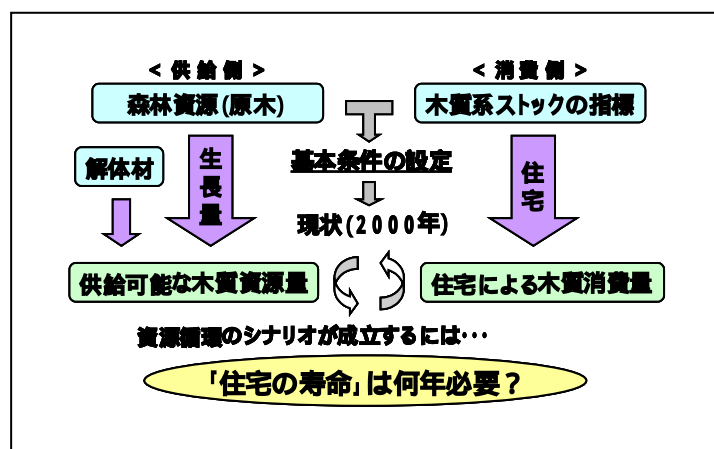 ＜ 供 給 側 ＞
＜ 消 費 側 ＞
森林資源(原木)
木質系ストックの指標
解体材
生長量
基本条件の設定
住宅
現状(2000年)
供給可能な木質資源量
住宅による木質消費量
資源循環のシナリオが成立するには･･･
｢住宅の寿命｣は何年必要？